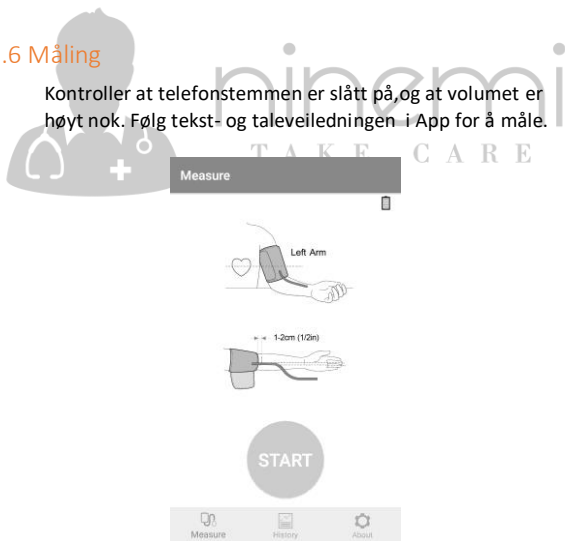 .6 Måling
Kontroller at telefonstemmen er slått på,og at volumet er
høyt nok. Følg tekst- og taleveiledningen i App for å måle.
TAKE CARE
Measure
Left Arm
1-2cm (1/2in)
START
Measure History About